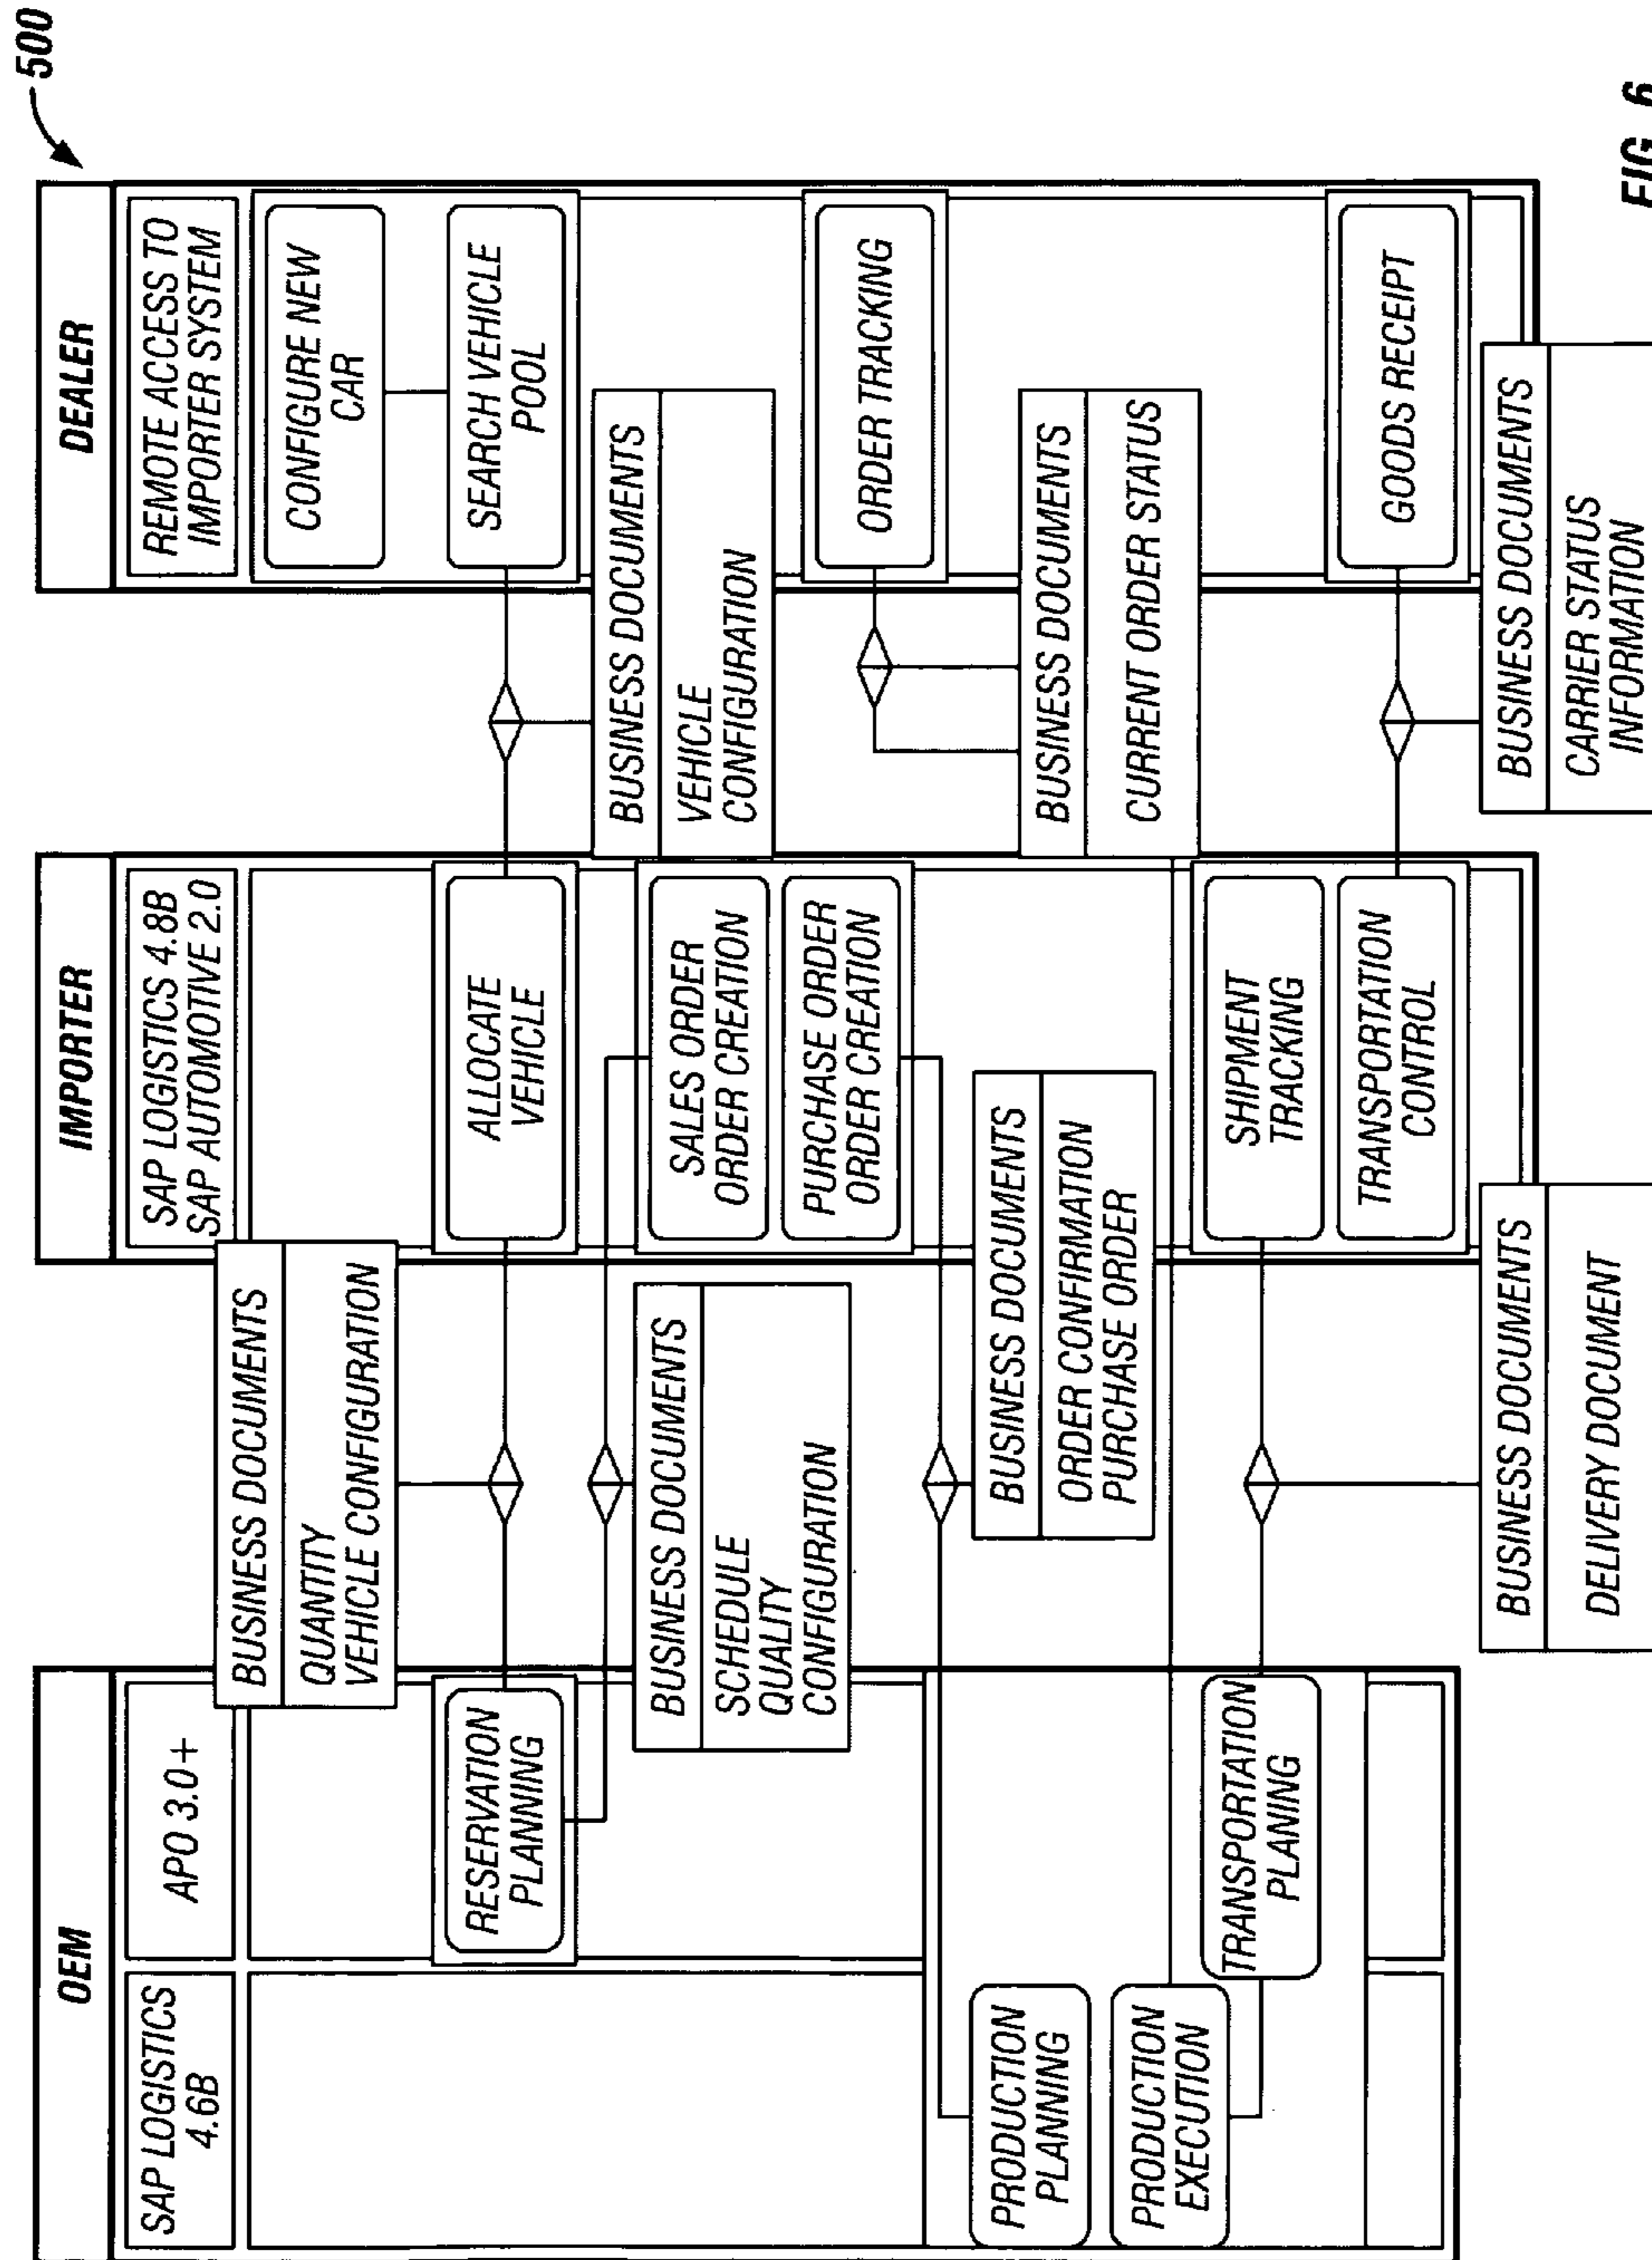 500
OEM
SAP LOGISTICS
4.6B
APO 3.0+
RESERVATION
PLANNING
PRODUCTION
PLANNING
PRODUCTION
EXECUTION
TRANSPORTATION
PLANING
BUSINESS DOCUMENTS
QUANTITY
VEHICLE CONFIGURATION
BUSINESS DOCUMENTS
SCHEDULE
QUALITY
CONFIGURATION
BUSINESS DOCUMENTS
ORDER CONFIRMATION
PURCHASE ORDER
BUSINESS DOCUMENTS
DELIVERY DOCUMENT
IMPORTER
SAP LOGISTICS 4.8B
SAP AUTOMOTIVE 2.0
ALLOCATE
VEHICLE
SALES ORDER
ORDER CREATION
PURCHASE ORDER
ORDER CREATION
SHIPMENT
TRACKING
TRANSPORTATION
CONTROL
BUSINESS DOCUMENTS
VEHICLE
CONFIGURATION
BUSINESS DOCUMENTS
CURRENT ORDER STATUS
BUSINESS DOCUMENTS
CARRIER STATUS
INFORMATION
DEALER
REMOTE ACCESS TO
IMPORTER SYSTEM
CONFIGURE NEW
CAR
SEARCH VEHICLE
POOL
ORDER TRACKING
GOODS RECEIPT
FIG. 6